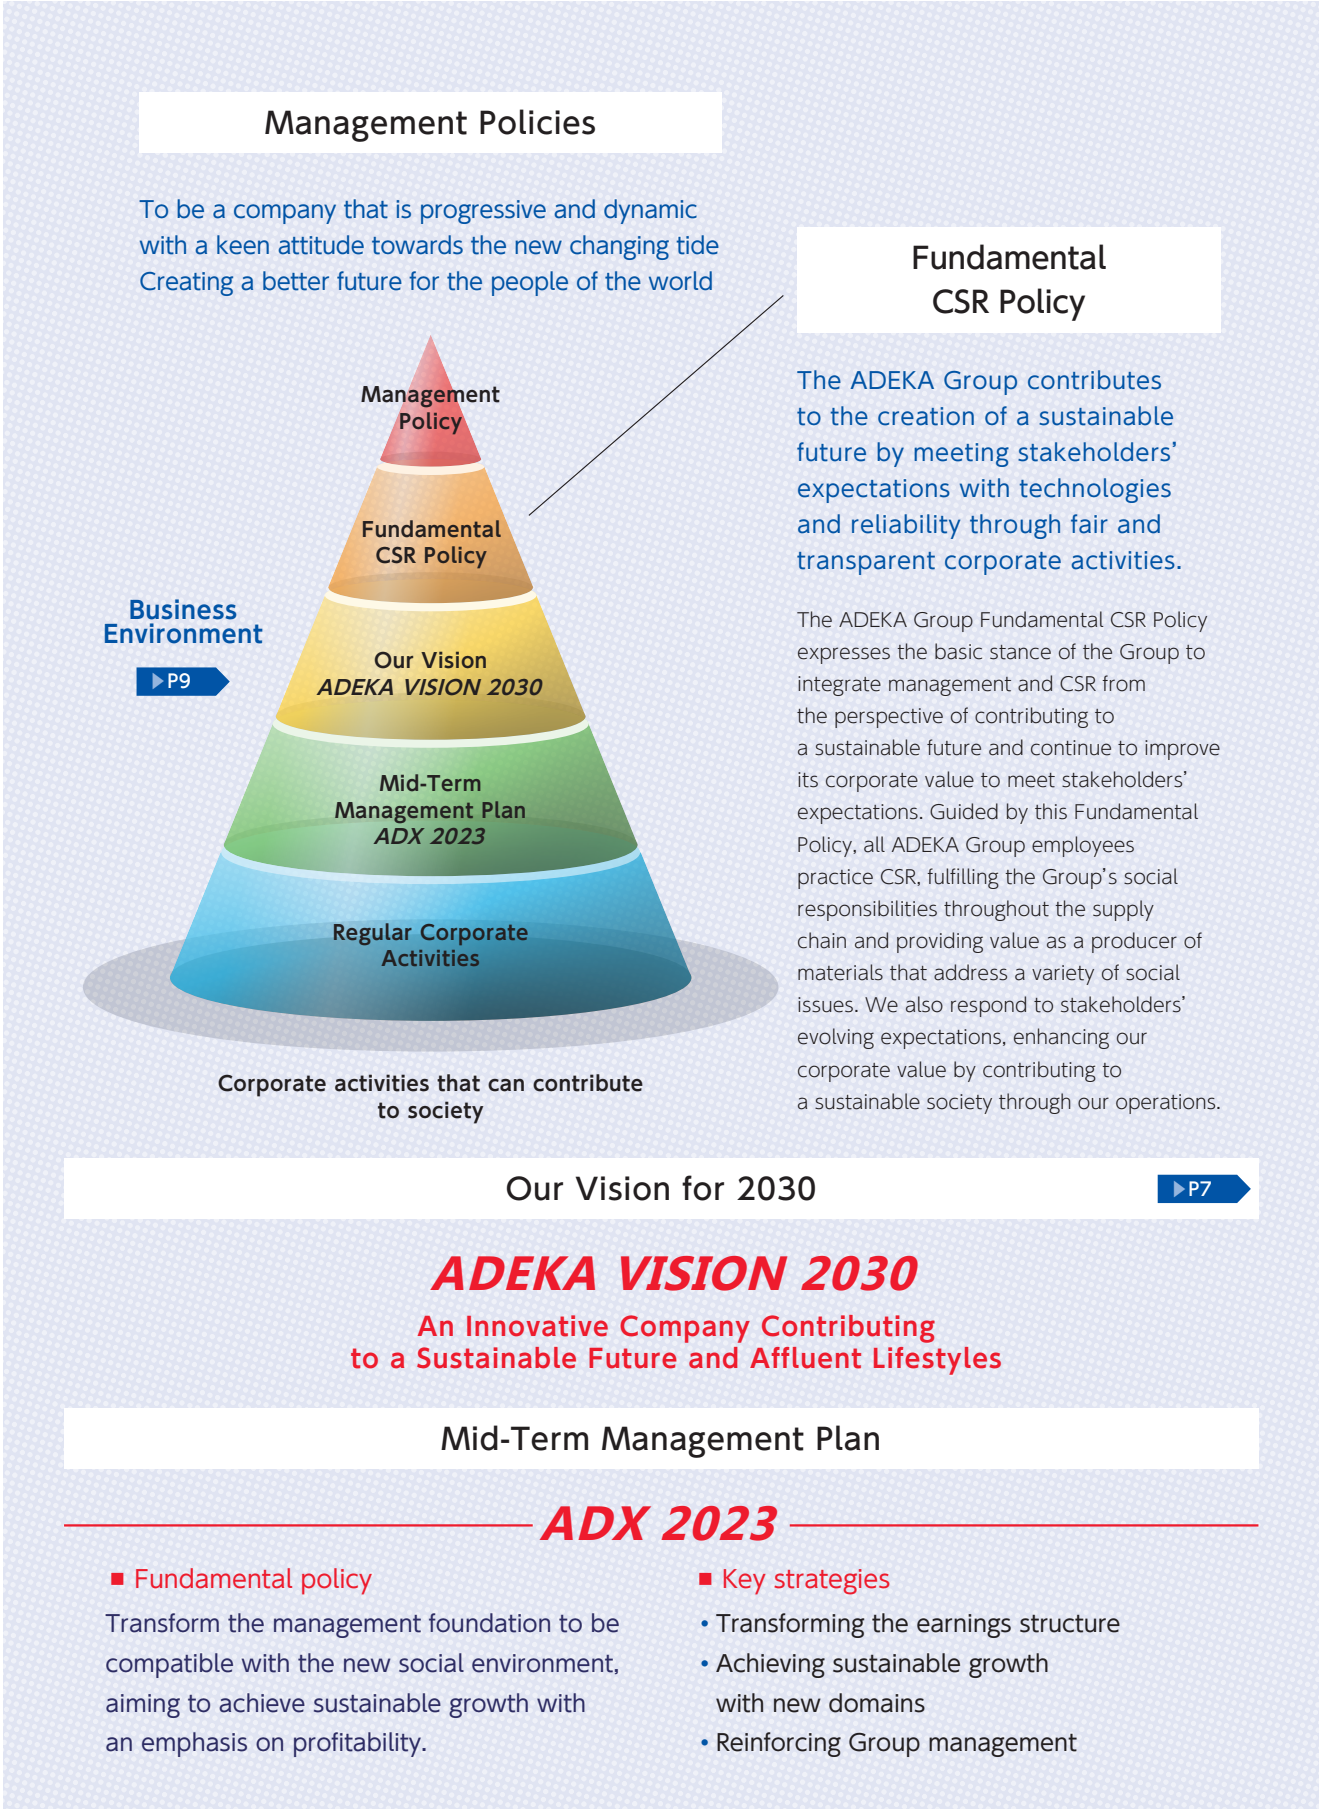 Management Policies
To be a company that is progressive and dynamic
with a keen attitude towards the new changing tide
Creating a better future for the people of the world
Management
Policy
Fundamental
CSR Policy
Our Vision
ADEKA VISION 2030
Mid-Term
Management Plan
ADX 2023
Regular Corporate
Activities
Business
Environment
P9
Corporate activities that can contribute
to society
Fundamental
CSR Policy
The ADEKA Group contributes
to the creation of a sustainable
future by meeting stakeholders’
expectations with technologies
and reliability through fair and
transparent corporate activities.
The ADEKA Group Fundamental CSR Policy
expresses the basic stance of the Group to
integrate management and CSR from
the perspective of contributing to
a sustainable future and continue to improve
its corporate value to meet stakeholders’
expectations. Guided by this Fundamental
Policy, all ADEKA Group employees
practice CSR, fulfilling the Group’s social
responsibilities throughout the supply
chain and providing value as a producer of
materials that address a variety of social
issues. We also respond to stakeholders’
evolving expectations, enhancing our
corporate value by contributing to
a sustainable society through our operations.
Our Vision for 2030
P7
ADEKA VISION 2030
An Innovative Company Contributing
to a Sustainable Future and Affluent Lifestyles
Mid-Term Management Plan
ADX 2023
■ Fundamental policy
Transform the management foundation to be
compatible with the new social environment,
aiming to achieve sustainable growth with
an emphasis on profitability.
■ Key strategies
• Transforming the earnings structure
• Achieving sustainable growth
with new domains
• Reinforcing Group management